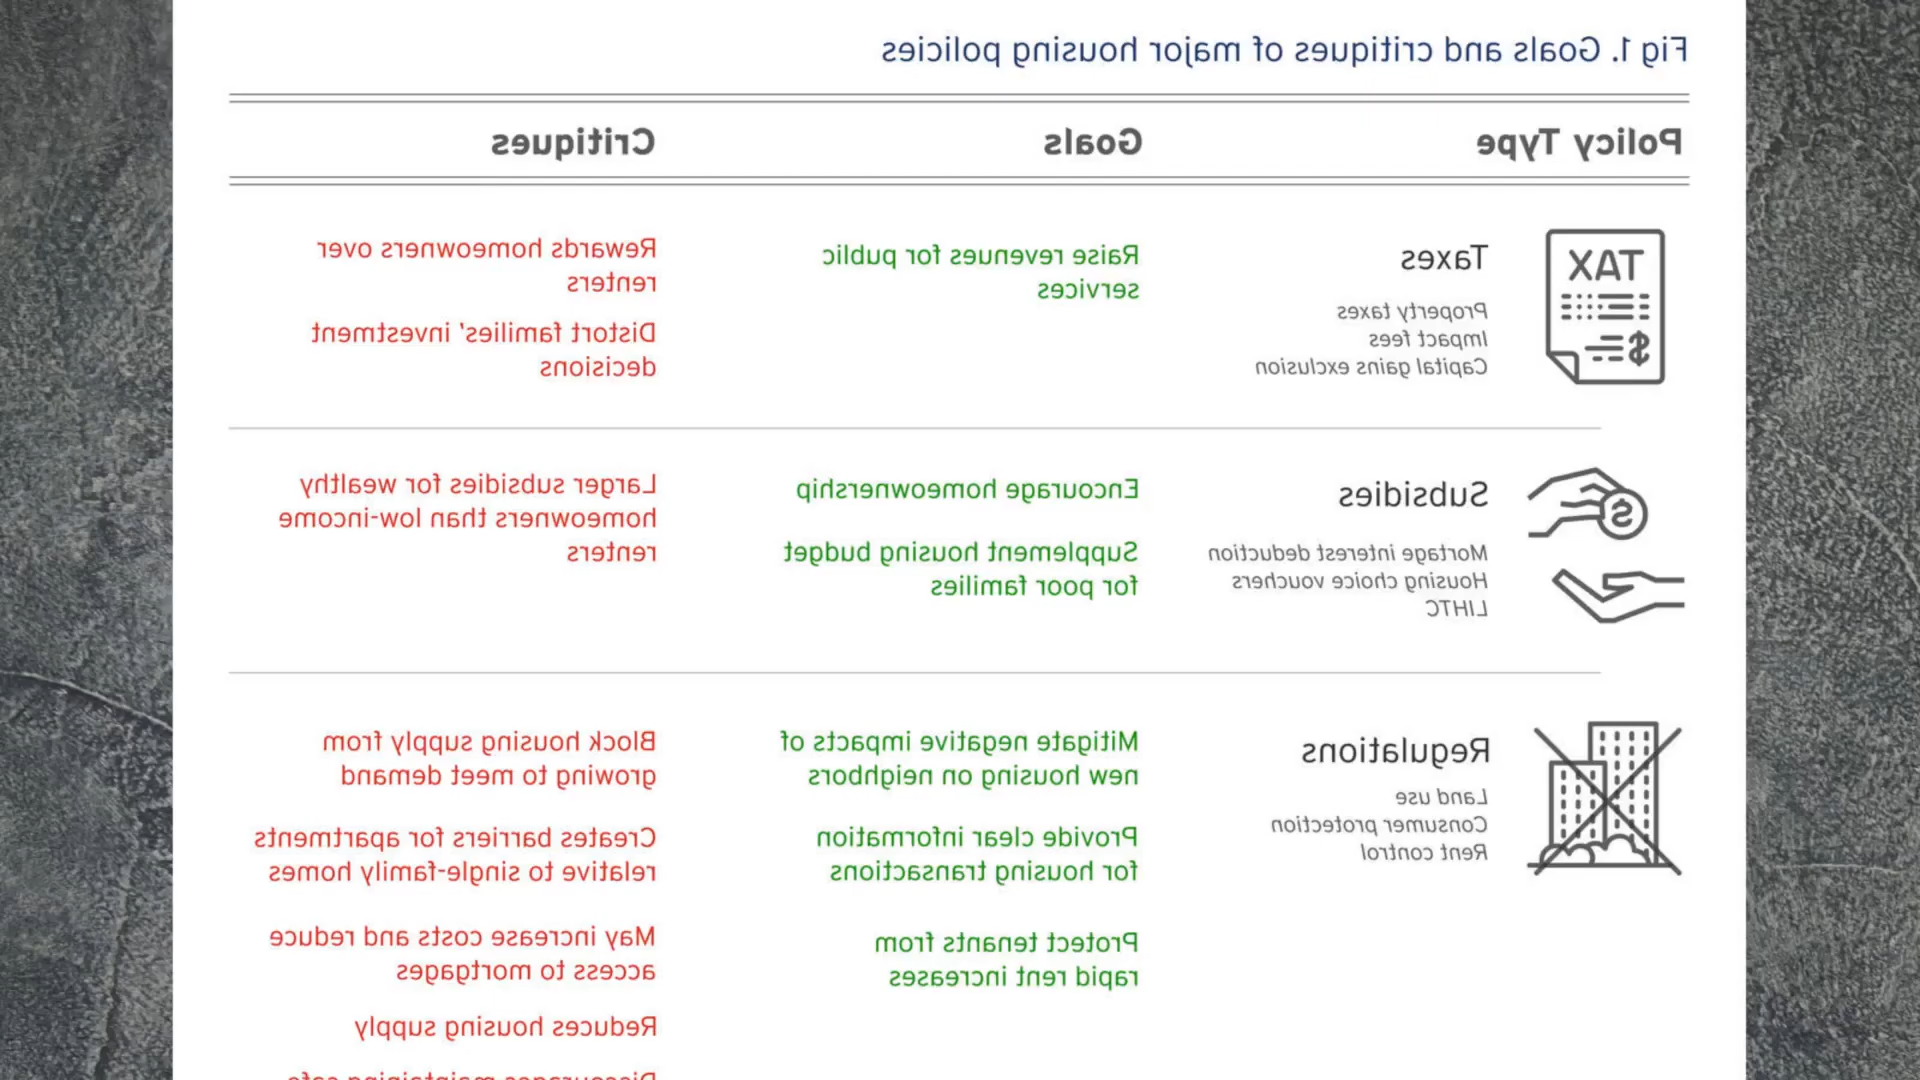 Fig 1. Goals and critiques of major housing policies
Policy Type
Goals
Critiques
TAX
$
Taxes
Property taxes
Impact fees
Capital gains exclusion
Raise revenues for public
services
Rewards homeowners over
renters
Distort families' investment
decisions
$
Subsidies
Mortage interest deduction
Housing choice vouchers
LIHTC
Encourage homeownership
Supplement housing budget
for poor families
Larger subsidies for wealthy
homeowners than low-income
renters
Regulations
Land use
Consumer protection
Rent control
Mitigate negative impacts of
new housing on neighbors
Provide clear information
for housing transactions
Protect tenants from
rapid rent increases
Block housing supply from
growing to meet demand
Creates barriers for apartments
relative to single-family homes
May increase costs and reduce
access to mortgages
Reduces housing supply
Discourages maintaining safe